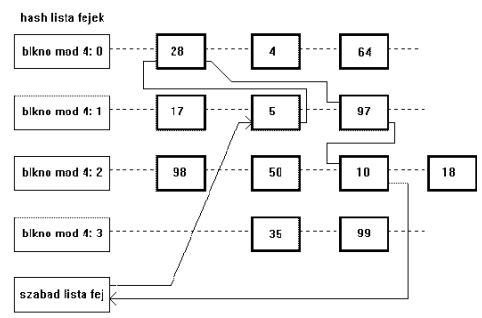 hash lista fejek
blkno mod 4: 0 28 4 64
blkno mod 4: 1 17 5 97
blkno mod 4: 2 98 50 10 18
blkno mod 4: 3 35 99
szabad lista fej